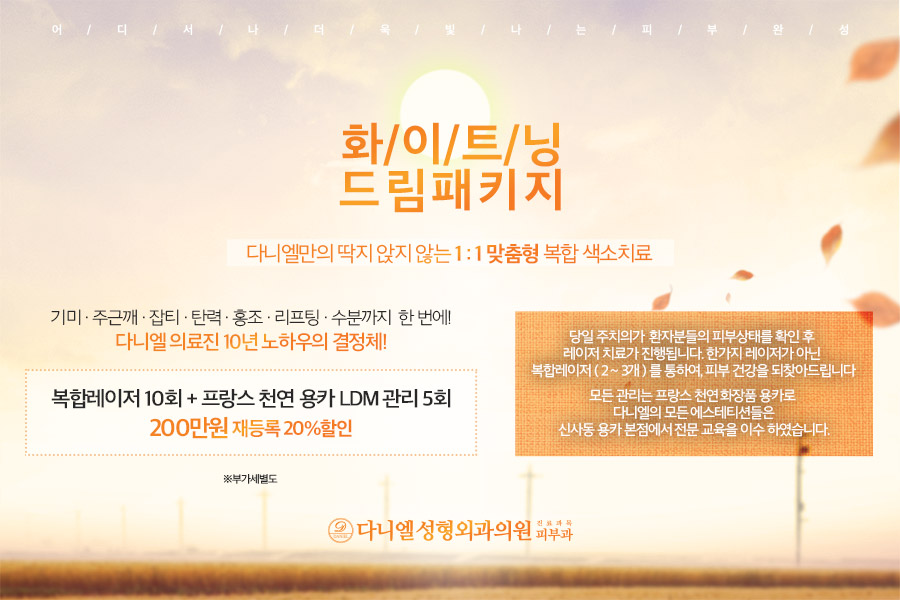 어/디/서/나/더/욱/빛/나/는/피/부/완/성
화/이/트/닝
드림패키지
다니엘만의 딱지 앉지 않는 1:1 맞춤형 복합 색소치료
기미·주근깨·잡티·탄력·홍조·리프팅·수분까지 한 번에!
다니엘 의료진 10년 노하우의 결정체!
복합레이저 10회 + 프랑스 천연 용카 LDM 관리 5회
200만원 재등록 20%할인
※부가세별도
당일 주치의가 환자분들의 피부상태를 확인 후
레이저 치료가 진행됩니다. 한가지 레이저가 아닌
복합레이저 ( 2 ~ 3개 ) 를 통하여, 피부 건강을 되찾아드립니다
모든 관리는 프랑스 천연 화장품 용카로
다니엘의 모든 에스테티션들은
신사동 용카 본점에서 전문 교육을 이수 하였습니다.
다니엘성형외과의원 진료과목 피부과